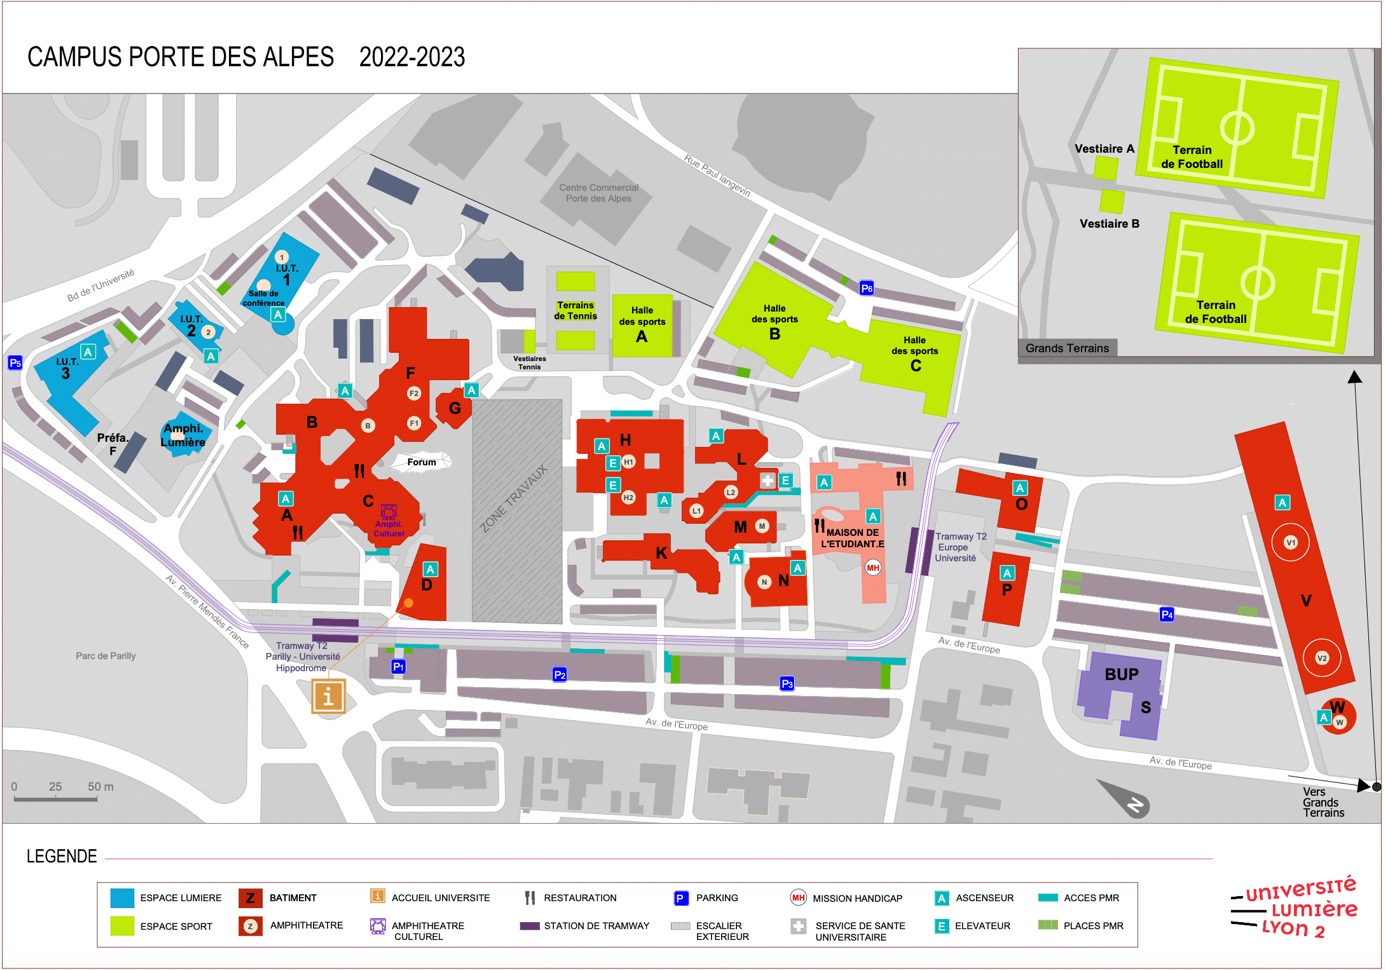 CAMPUS PORTE DES ALPES 2022-2023
Vestiaire A
Terrain
de Football
Vestiaire B
Terrain
de Football
Grands Terrains
Rue Paul langevin
Centre Commercial
Porte des Alpes
Bd de l'Université
1
I.U.T.
1
Salle de
conférence
A
I.U.T.
2
2
A
P5
I.U.T.
3
A
Préfa.
F
Amphi.
Lumière
Terrains
de Tennis
Vestiaires
Tennis
Halle
des sports
A
Halle
des sports
B
Halle
des sports
C
P6
F
F2
F1
A
G
A
B
B
Forum
A
A
C
Amphi.
Culturel
A
A
D
ZONE TRAVAUX
H
A
E
H1
E
H2
A
A
L
E
L2
L1
M
M
K
A
N
N
A
A
A
MAISON DE
L'ETUDIANT.E
MH
Tramway T2
Europe
Université
A
O
A
P
P4
A
V1
V
V2
W
A
W
BUP
S
Av. Pierre Mendès France
Parc de Parilly
Tramway T2
Parilly - Université
Hippodrome
i
P1
P2
P3
Av. de l'Europe
Av. de l'Europe
Av. de l'Europe
Vers
Grands
Terrains
N
0 25 50 m
LEGENDE
ESPACE LUMIERE
Z BATIMENT
i ACCUEIL UNIVERSITE
RESTAURATION
P PARKING
MH MISSION HANDICAP
A ASCENSEUR
ACCES PMR
ESPACE SPORT
Z AMPHITHEATRE
AMPHITHEATRE
CULTUREL
STATION DE TRAMWAY
ESCALIER
EXTERIEUR
SERVICE DE SANTE
UNIVERSITAIRE
E ELEVATEUR
PLACES PMR
UNIVERSITÉ
LUMIÈRE
LYON 2